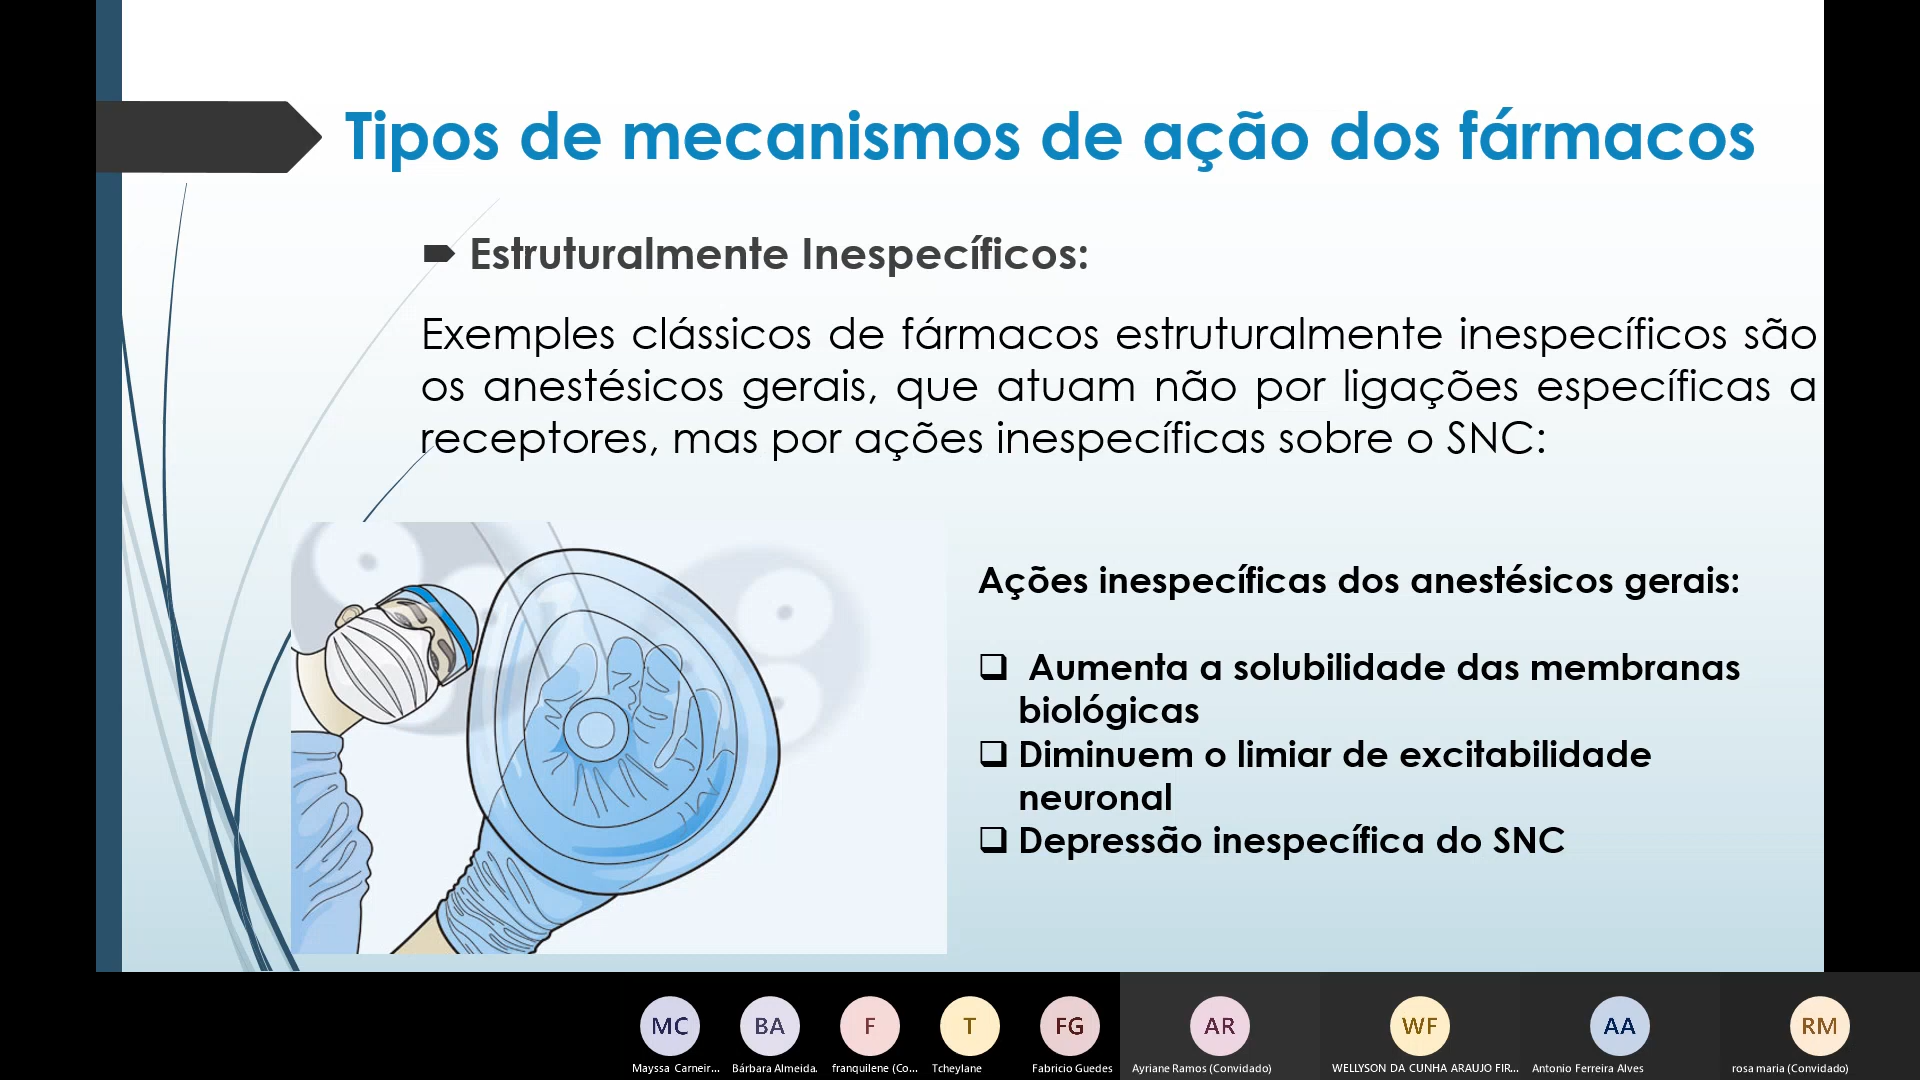 Tipos de mecanismos de ação dos fármacos
Estruturalmente Inespecíficos:
Exemples clássicos de fármacos estruturalmente inespecíficos são
os anestésicos gerais, que atuam não por ligações específicas a
receptores, mas por ações inespecíficas sobre o SNC:
Ações inespecíficas dos anestésicos gerais:
Aumenta a solubilidade das membranas
biológicas
Diminuem o limiar de excitabilidade
neuronal
Depressão inespecífica do SNC
MC BA F T FG AR WF AA RM
Mayssa Carneir... Bárbara Almeida. franquilene (Co... Tcheylane Fabricio Guedes Ayriane Ramos (Convidado) WELLYSON DA CUNHA ARAUJO FIR... Antonio Ferreira Alves rosa maria (Convidado)